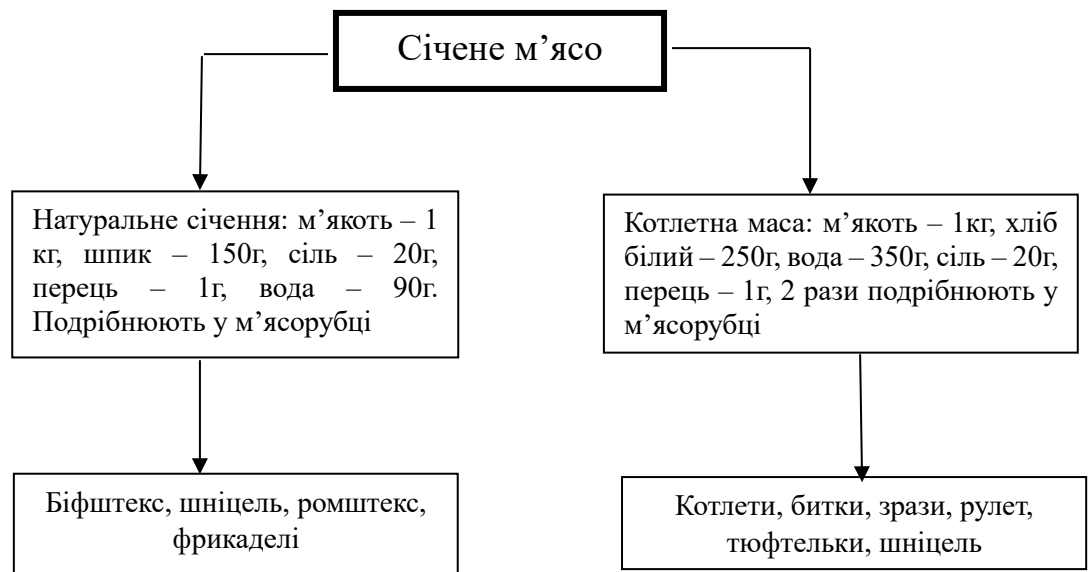 Січене м’ясо
Натуральне січення: м’якоть – 1
кг, шпик – 150г, сіль – 20г,
перець – 1г, вода – 90г.
Подрібнюють у м’ясорубці
Котлетна маса: м’якоть – 1кг, хліб
білий – 250г, вода – 350г, сіль – 20г,
перець – 1г, 2 рази подрібнюють у
м’ясорубці
Біфштекс, шніцель, ромштекс,
фрикаделі
Котлети, битки, зрази, рулет,
тюфтельки, шніцель